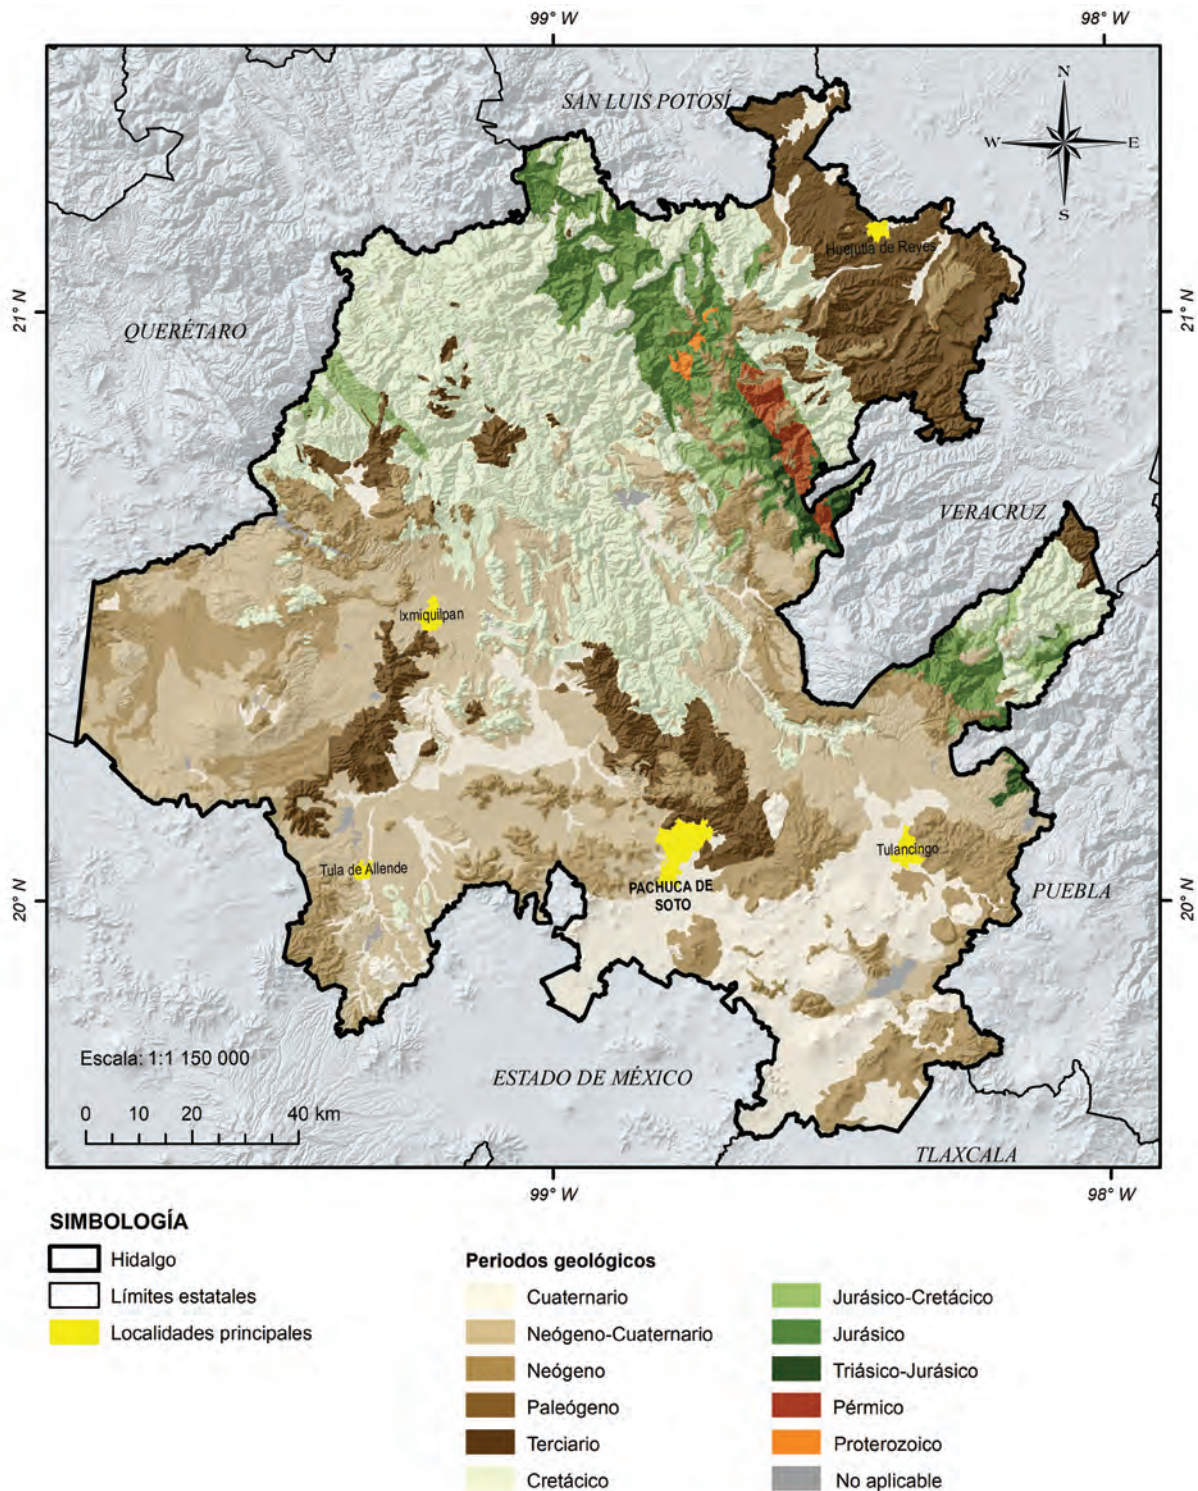 99° W
98° W
N
SAN LUIS POTOSÍ
W
E
S
Huejutla de Reyes
21° N
21° N
QUERÉTARO
VERACRUZ
Ixmiquilpan
Tula de Allende
Tulancingo
PACHUCA DE
SOTO
PUEBLA
20° N
20° N
Escala: 1:1 150 000
ESTADO DE MÉXICO
0 10 20 40 km
TLAXCALA
99° W
98° W
SIMBOLOGÍA
Hidalgo
Límites estatales
Localidades principales
Periodos geológicos
Cuaternario
Neógeno-Cuaternario
Neógeno
Paleógeno
Terciario
Cretácico
Jurásico-Cretácico
Jurásico
Triásico-Jurásico
Pérmico
Proterozoico
No aplicable